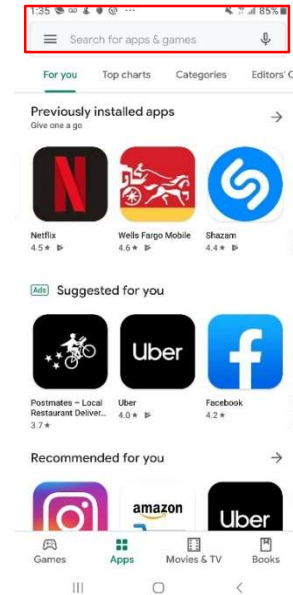 1:35 85%
Search for apps & games
For you Top charts Categories Editors' C
Previously installed apps
Give one a go
Netflix Wells Fargo Mobile Shazam
4.5★ 4.6★ 4.4★
Ads Suggested for you
Uber
Postmates – Local Uber Facebook
Restaurant Deliver... 4.0★ 4.2★
3.7★
Recommended for you
amazon Uber
Games Apps Movies & TV Books